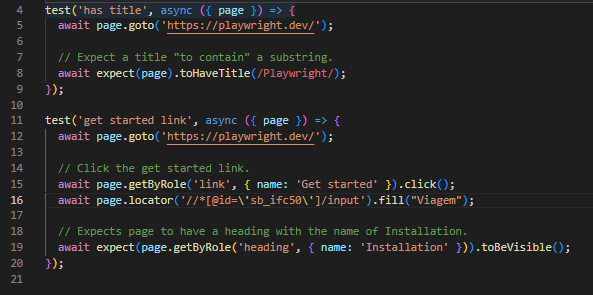 4 test('has title', async ({ page }) => {
5 await page.goto('https://playwright.dev/');
6
7 // Expect a title "to contain" a substring.
8 await expect(page).toHaveTitle(/Playwright/);
9 });
10
11 test('get started link', async ({ page }) => {
12 await page.goto('https://playwright.dev/');
13
14 // Click the get started link.
15 await page.getByRole('link', { name: 'Get started' }).click();
16 await page.locator('//*[@id=\'sb_ifc50\']/input').fill("Viagem");
17
18 // Expects page to have a heading with the name of Installation.
19 await expect(page.getByRole('heading', { name: 'Installation' })).toBeVisible();
20 });
21